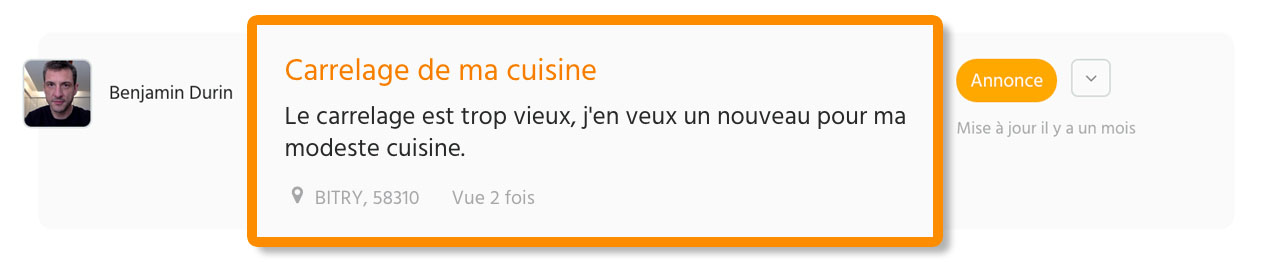 Benjamin Durin
Carrelage de ma cuisine
Le carrelage est trop vieux, j'en veux un nouveau pour ma
modeste cuisine.
BITRY, 58310 Vue 2 fois
Annonce
Mise à jour il y a un mois